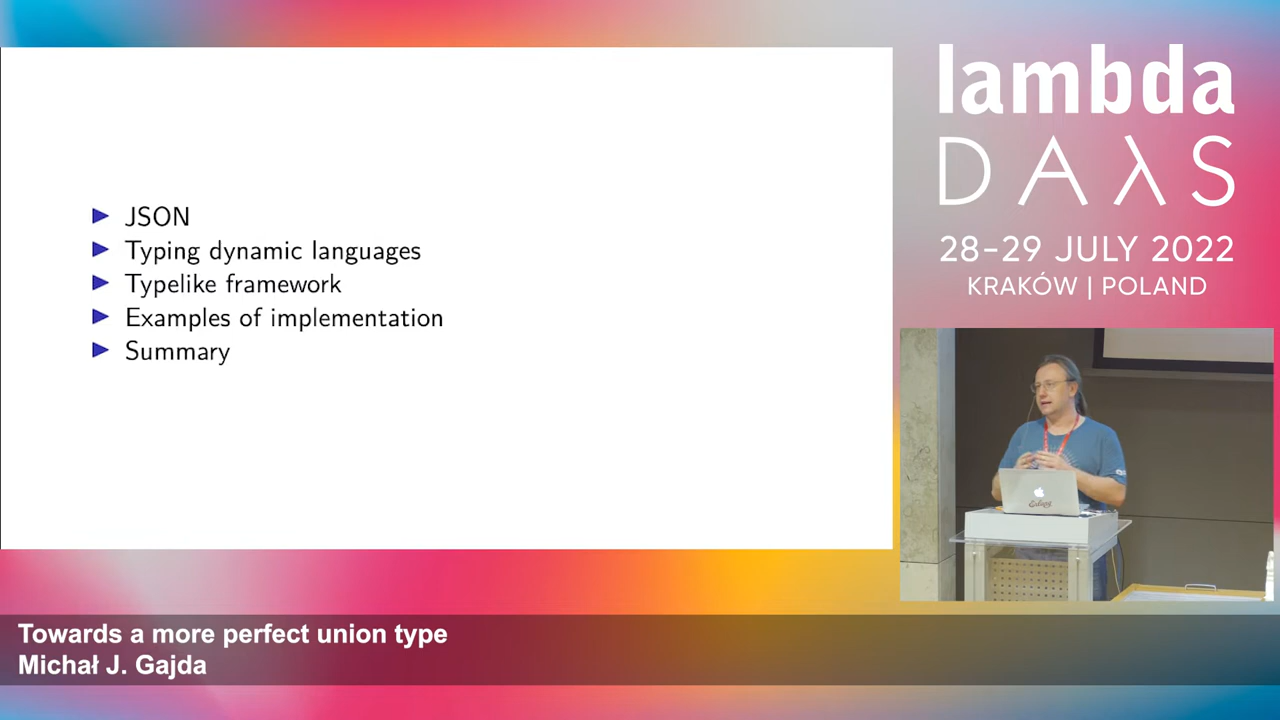 JSON
Typing dynamic languages
Typelike framework
Examples of implementation
Summary
lambda
DAλS
28–29 JULY 2022
KRAKÓW | POLAND
Towards a more perfect union type
Michał J. Gajda